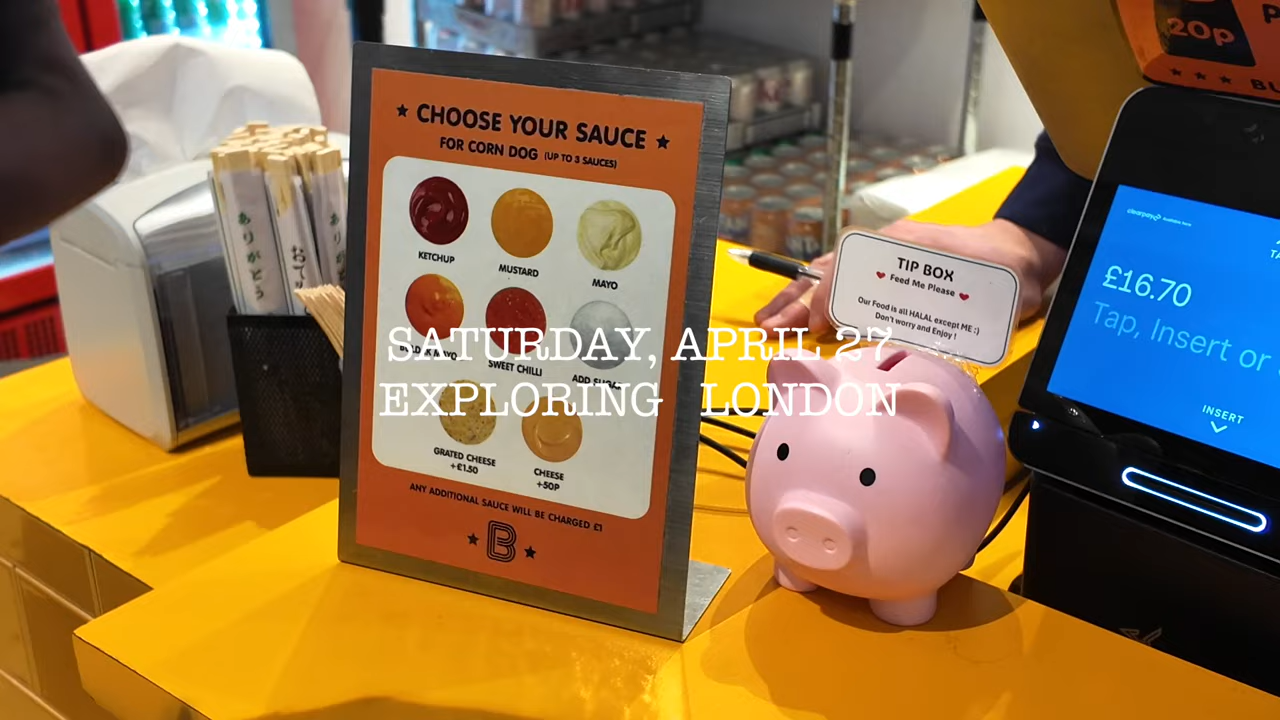 CHOOSE YOUR SAUCE
FOR CORN DOG (UP TO 3 SAUCES)
KETCHUP
MUSTARD
MAYO
SWEET CHILLI
ADD SUGAR
GRATED CHEESE
+£1.50
CHEESE
+50P
ANY ADDITIONAL SAUCE WILL BE CHARGED £1
B
SATURDAY, APRIL 27
EXPLORING LONDON
ありがとう
TIP BOX
Feed Me Please
Our Food is all HALAL except ME :)
Don't worry and Enjoy !
20p
clearpay
£16.70
Tap, Insert or
INSERT